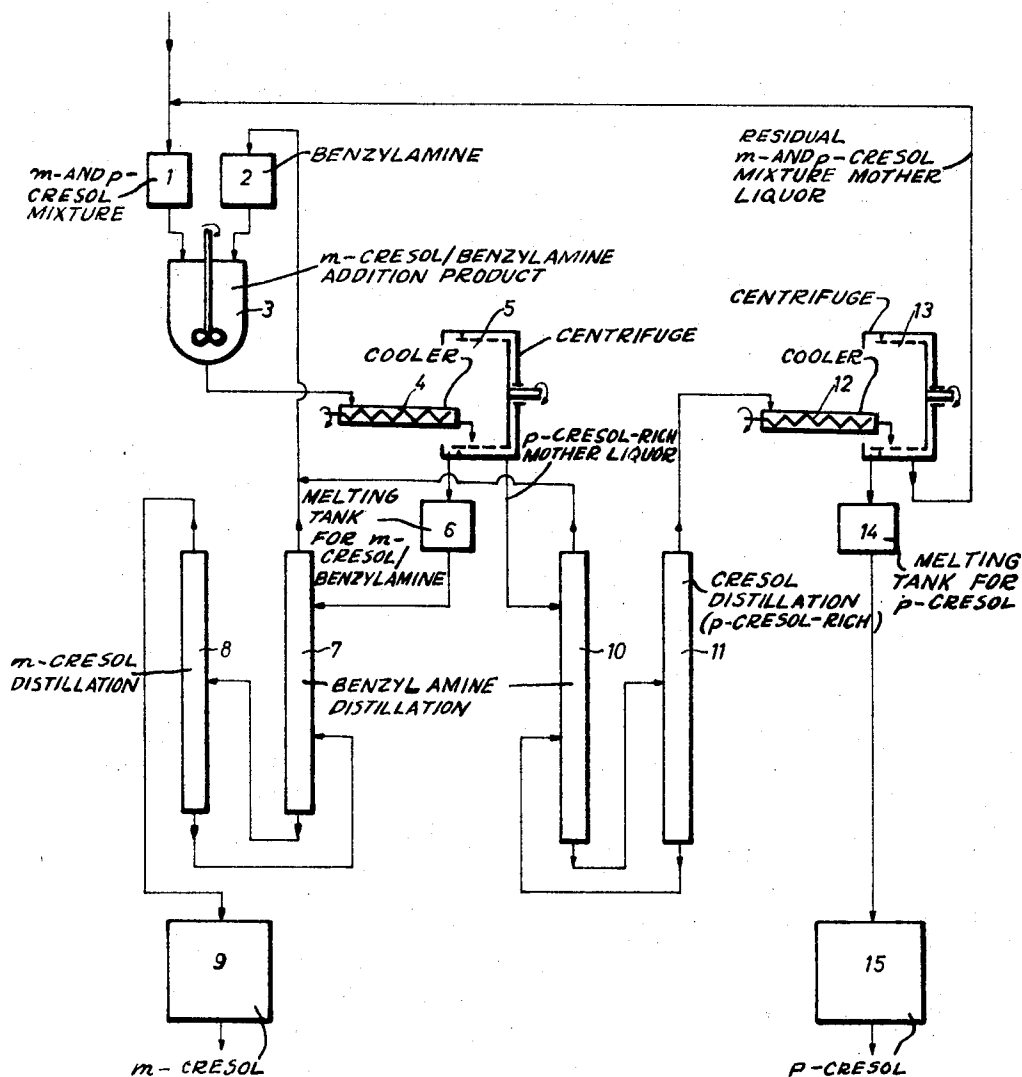 RESIDUAL
m-AND p-CRESOL
MIXTURE MOTHER
LIQUOR
BENZYLAMINE
m-AND p-
CRESOL
MIXTURE
1
2
m-CRESOL/BENZYLAMINE
ADDITION PRODUCT
3
5
CENTRIFUGE
COOLER
4
CENTRIFUGE
13
COOLER
12
p-CRESOL-RICH
MOTHER LIQUOR
MELTING
TANK
FOR m-
CRESOL/
BENZYLAMINE
6
14
MELTING
TANK FOR
p-CRESOL
CRESOL
DISTILLATION
(p-CRESOL-RICH)
8
7
10
11
m-CRESOL
DISTILLATION
BENZYLAMINE
DISTILLATION
9
15
m-CRESOL
P-CRESOL